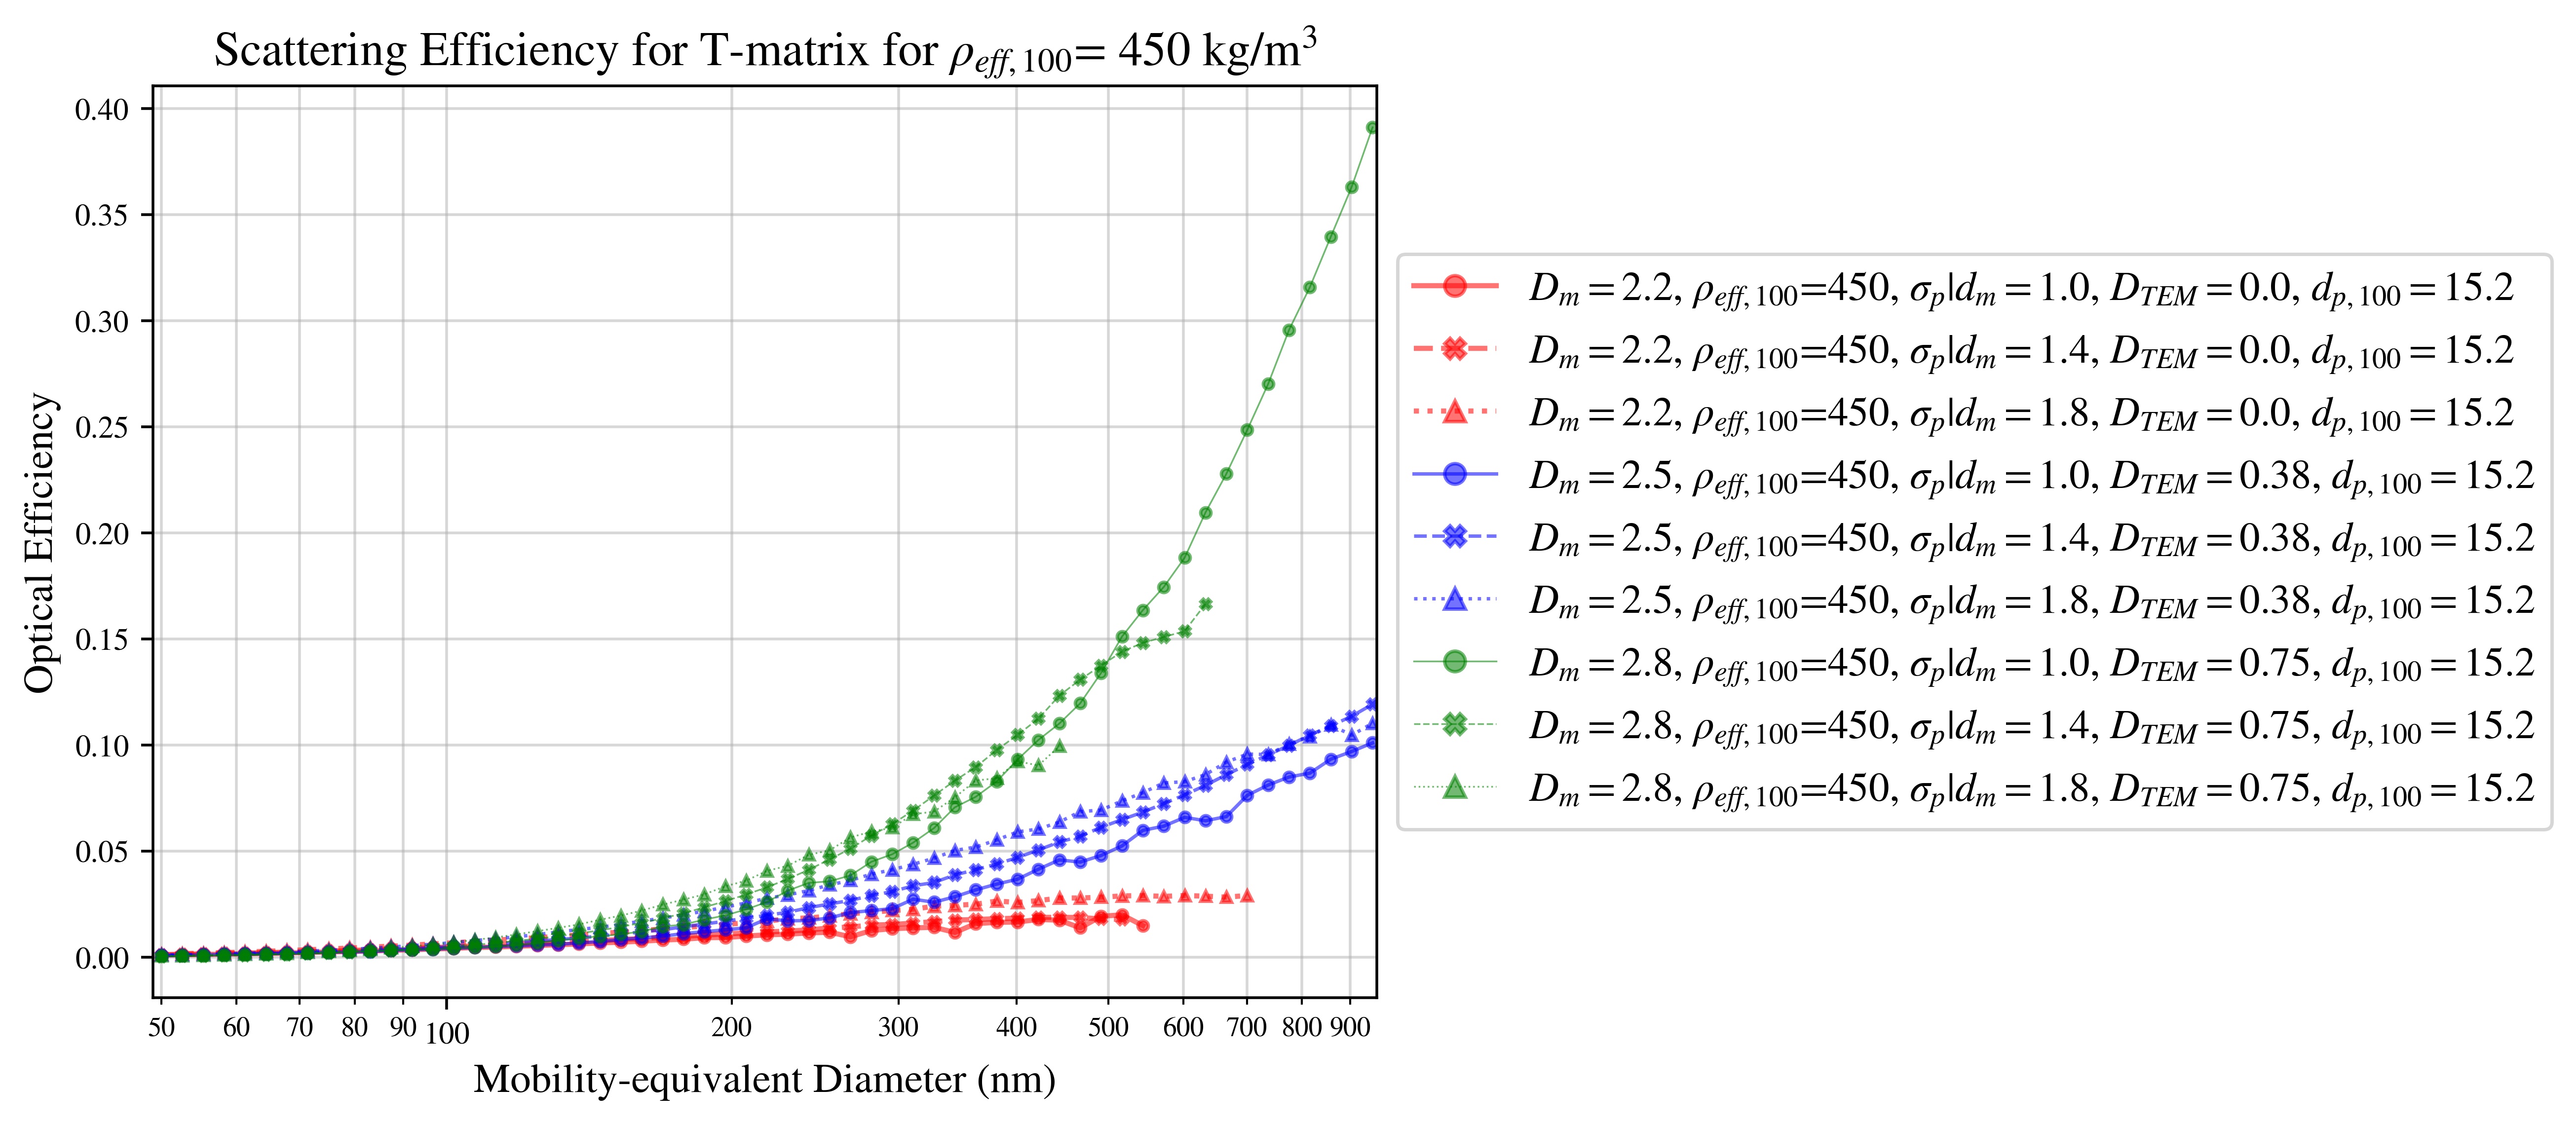 Scattering Efficiency for T-matrix for ρeff,100= 450 kg/m³
Optical Efficiency
0.40
0.35
0.30
0.25
0.20
0.15
0.10
0.05
0.00
50 60 70 80 90 100 200 300 400 500 600 700 800 900
Mobility-equivalent Diameter (nm)
Dm = 2.2, ρeff,100=450, σp|dm = 1.0, DTEM = 0.0, dp,100 = 15.2
Dm = 2.2, ρeff,100=450, σp|dm = 1.4, DTEM = 0.0, dp,100 = 15.2
Dm = 2.2, ρeff,100=450, σp|dm = 1.8, DTEM = 0.0, dp,100 = 15.2
Dm = 2.5, ρeff,100=450, σp|dm = 1.0, DTEM = 0.38, dp,100 = 15.2
Dm = 2.5, ρeff,100=450, σp|dm = 1.4, DTEM = 0.38, dp,100 = 15.2
Dm = 2.5, ρeff,100=450, σp|dm = 1.8, DTEM = 0.38, dp,100 = 15.2
Dm = 2.8, ρeff,100=450, σp|dm = 1.0, DTEM = 0.75, dp,100 = 15.2
Dm = 2.8, ρeff,100=450, σp|dm = 1.4, DTEM = 0.75, dp,100 = 15.2
Dm = 2.8, ρeff,100=450, σp|dm = 1.8, DTEM = 0.75, dp,100 = 15.2